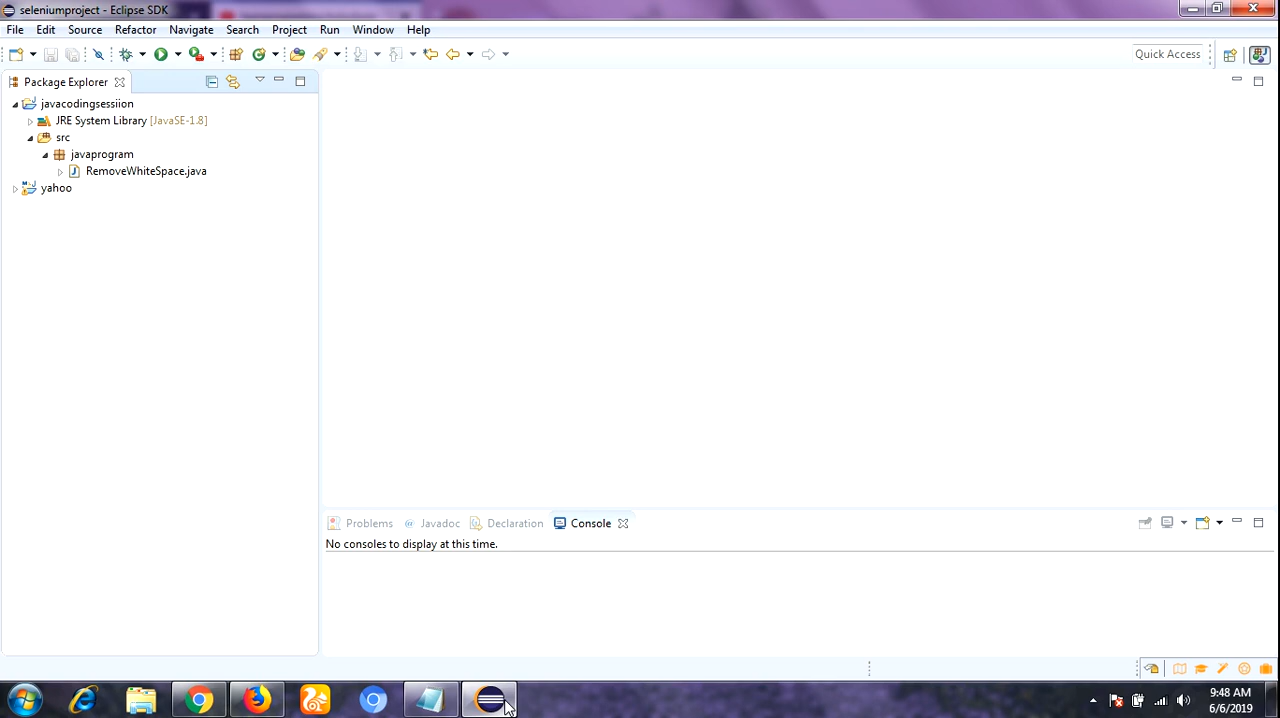 seleniumproject - Eclipse SDK
File Edit Source Refactor Navigate Search Project Run Window Help
Quick Access
Package Explorer
javacodingsessiion
JRE System Library [JavaSE-1.8]
src
javaprogram
RemoveWhiteSpace.java
yahoo
Problems Javadoc Declaration Console
No consoles to display at this time.
9:48 AM
6/6/2019